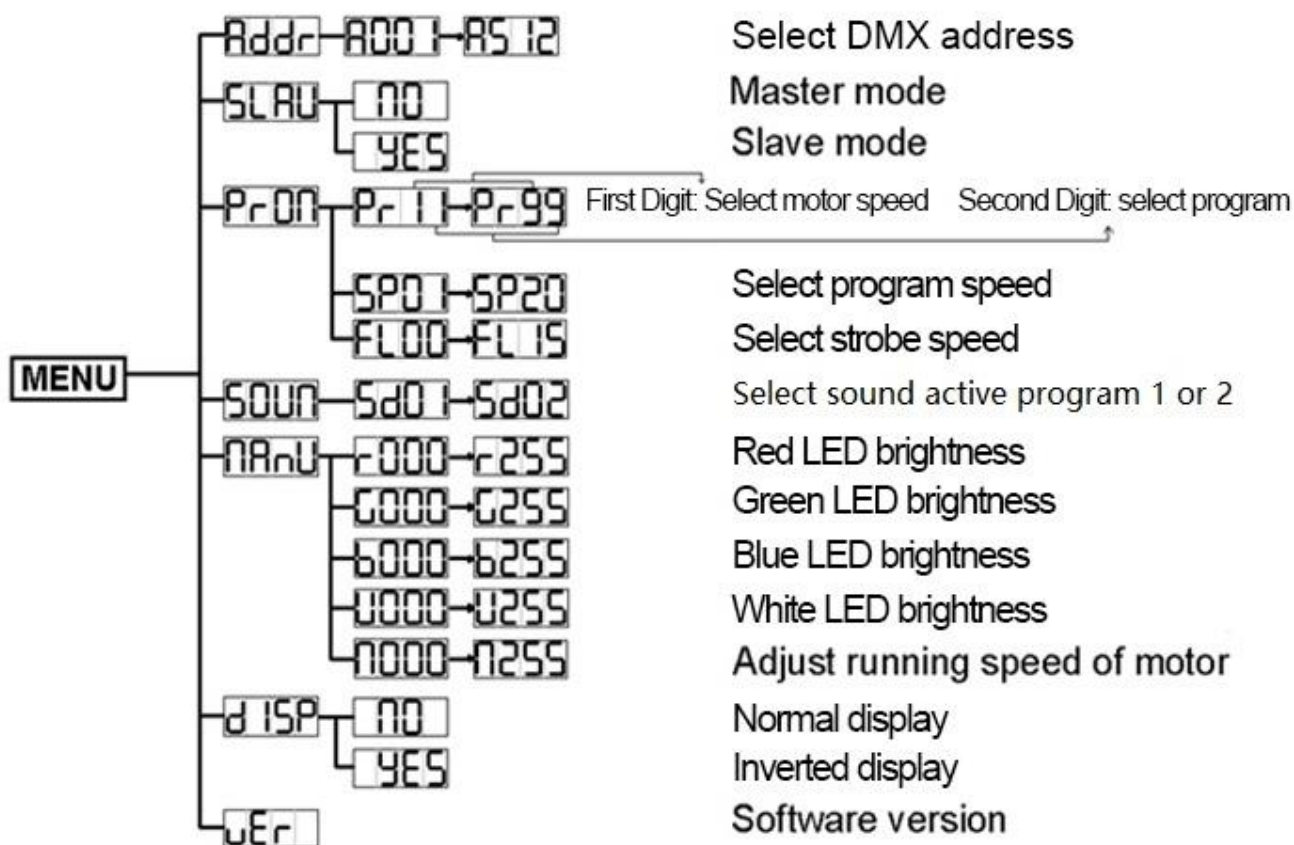 Addr A001 A512 Select DMX address
SLAU NO Master mode
YES Slave mode
PrON Pr11 Pr99 First Digit: Select motor speed Second Digit: select program
SP01 SP20 Select program speed
FL00 FL15 Select strobe speed
MENU
SOUN Sd01 Sd02 Select sound active program 1 or 2
NAnU r000 r255 Red LED brightness
G000 G255 Green LED brightness
b000 b255 Blue LED brightness
U000 U255 White LED brightness
N000 N255 Adjust running speed of motor
dISP NO Normal display
YES Inverted display
vEr Software version